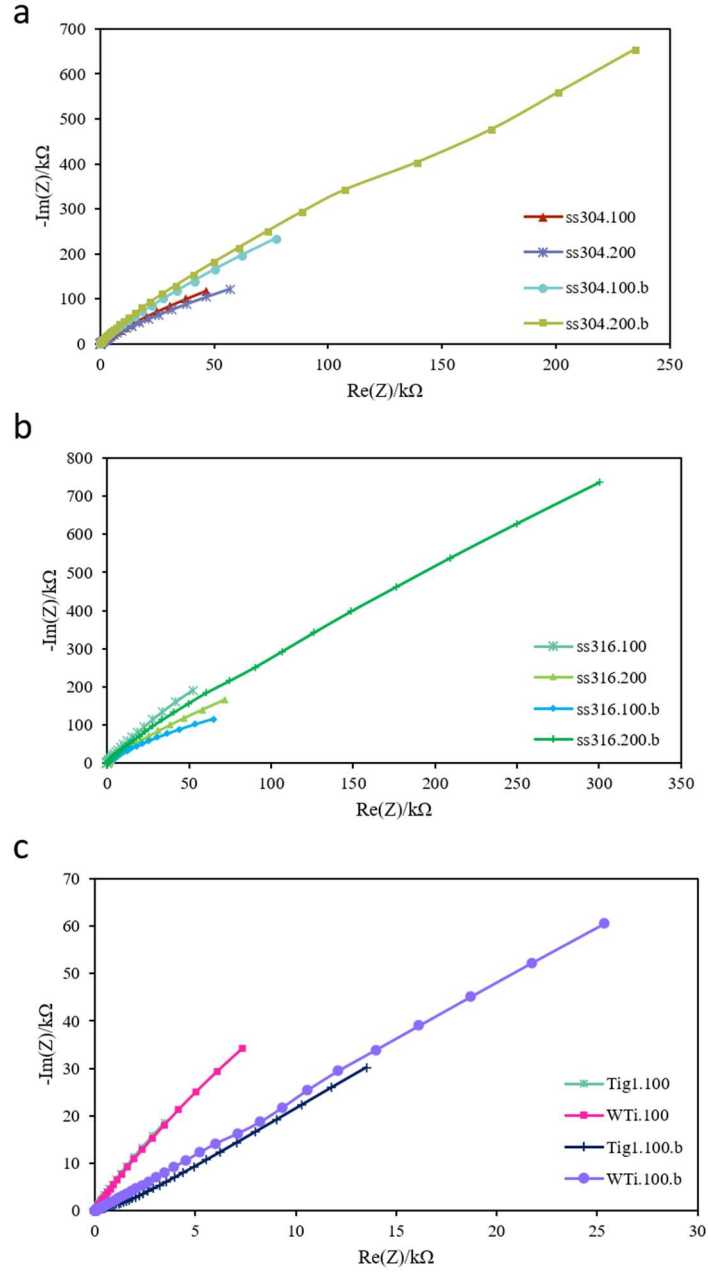 a
700
600
500
400
300
200
100
0
-Im(Z)/kΩ
ss304.100
ss304.200
ss304.100.b
ss304.200.b
0 50 100 150 200 250
Re(Z)/kΩ
b
800
700
600
500
400
300
200
100
0
-Im(Z)/kΩ
ss316.100
ss316.200
ss316.100.b
ss316.200.b
0 50 100 150 200 250 300 350
Re(Z)/kΩ
c
70
60
50
40
30
20
10
0
-Im(Z)/kΩ
Tig1.100
WTi.100
Tig1.100.b
WTi.100.b
0 5 10 15 20 25 30
Re(Z)/kΩ